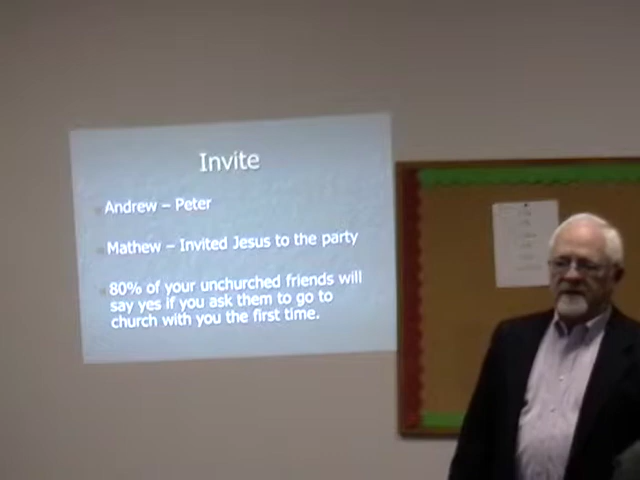 Invite
Andrew – Peter
Mathew – Invited Jesus to the party
80% of your unchurched friends will
say yes if you ask them to go to
church with you the first time.